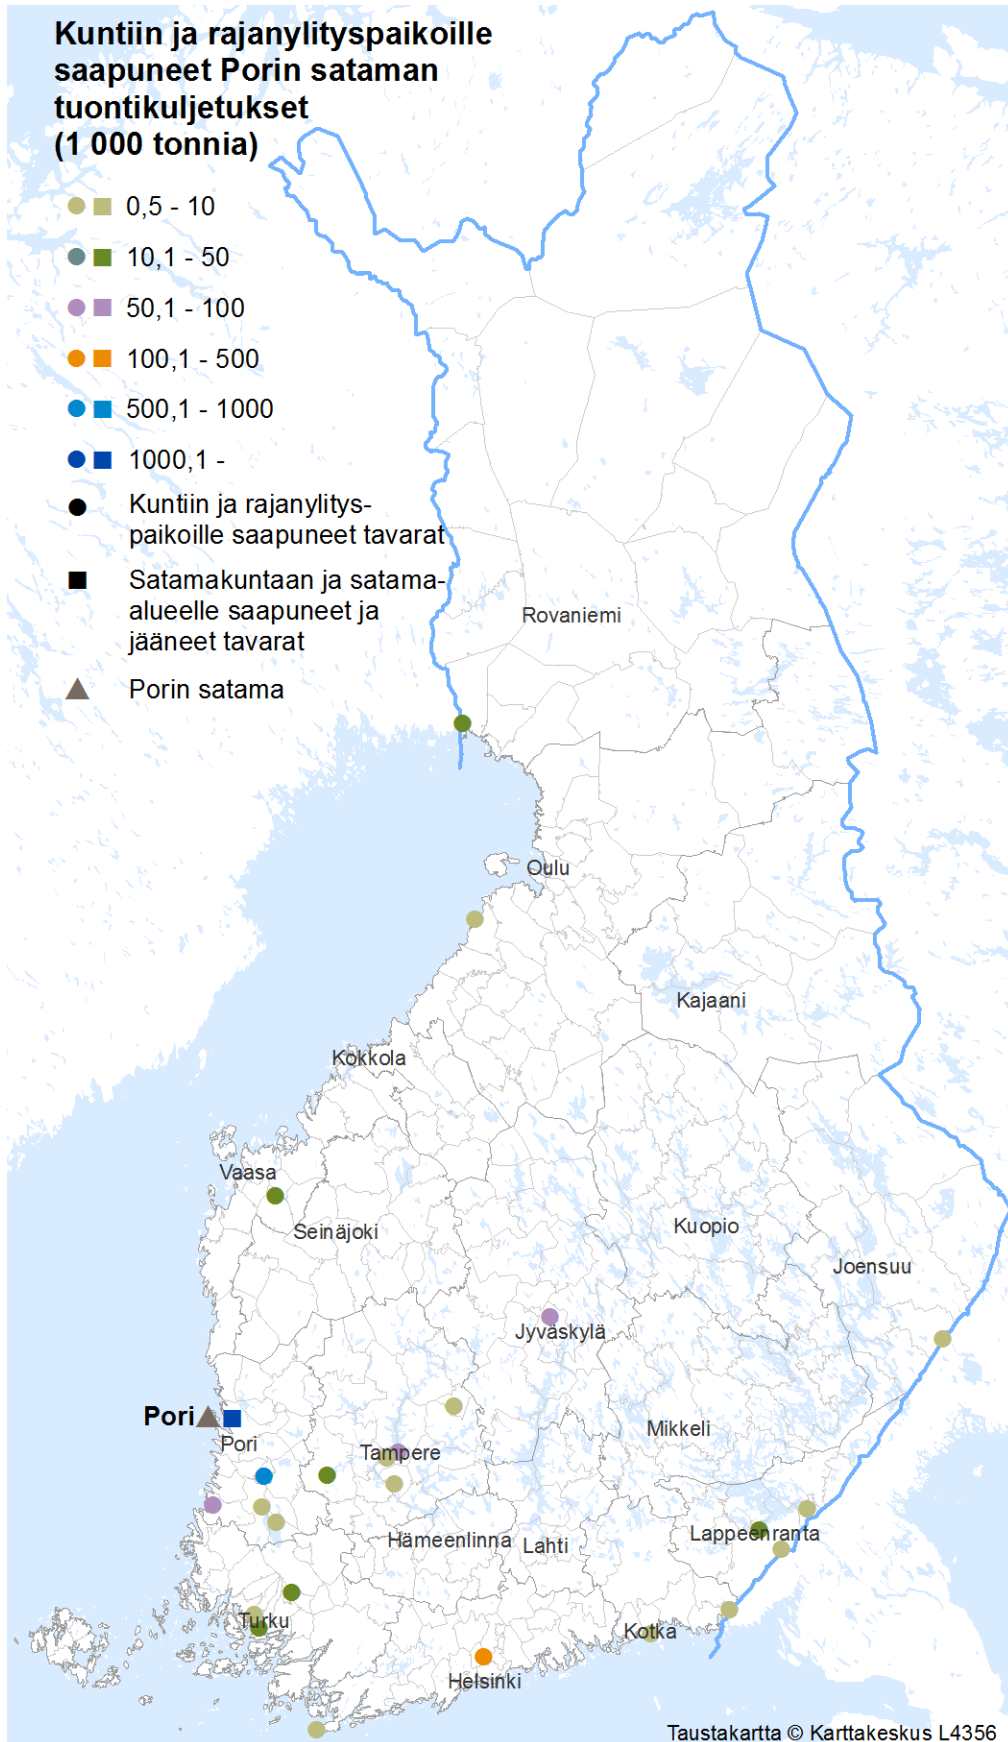 Kuntiin ja rajanylityspaikoille
saapuneet Porin sataman
tuontikuljetukset
(1 000 tonnia)
0,5 - 10
10,1 - 50
50,1 - 100
100,1 - 500
500,1 - 1000
1000,1 -
Kuntiin ja rajanylitys-
paikoille saapuneet tavarat
Satamakuntaan ja satama-
alueelle saapuneet ja
jääneet tavarat
Porin satama
Rovaniemi
Oulu
Kajaani
Kokkola
Vaasa
Seinäjoki
Kuopio
Joensuu
Jyväskylä
Pori
Pori
Mikkeli
Tampere
Hämeenlinna
Lahti
Lappeenranta
Turku
Kotka
Helsinki
Taustakartta © Karttakeskus L4356